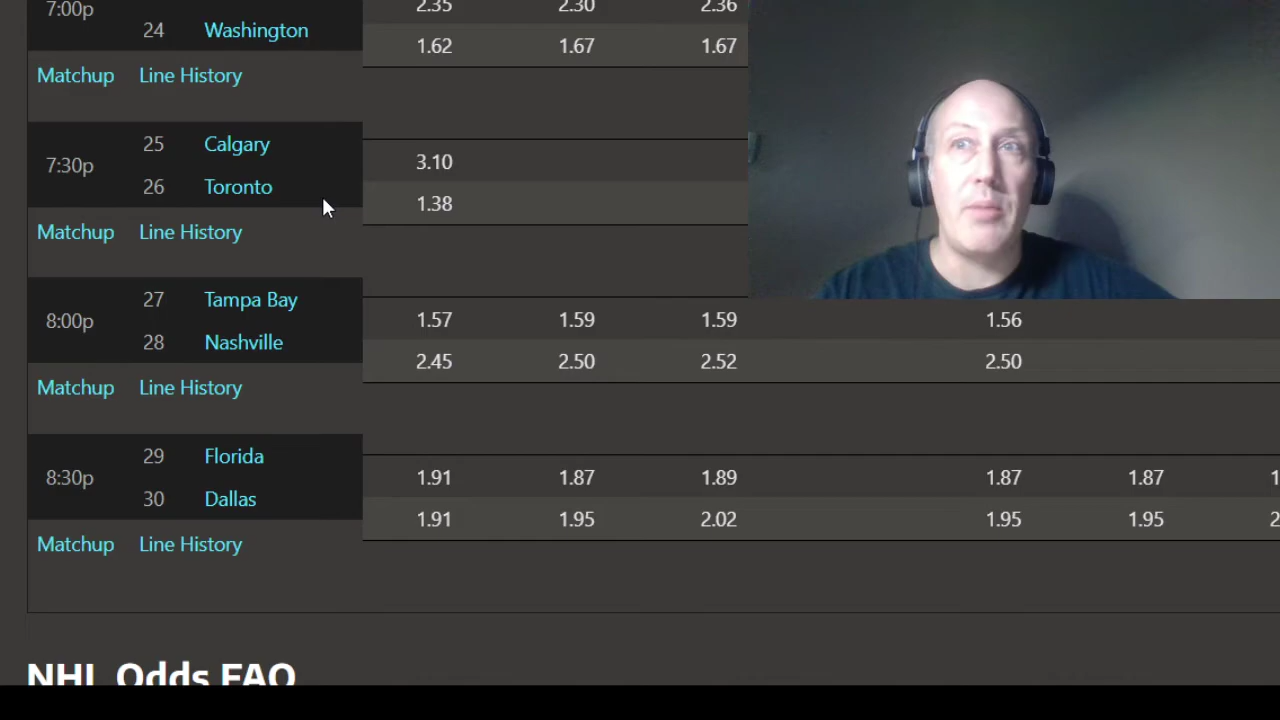 7:00p 2.35 2.30 2.36
24 Washington 1.62 1.67 1.67
Matchup Line History
25 Calgary 3.10
7:30p
26 Toronto 1.38
Matchup Line History
27 Tampa Bay 1.57 1.59 1.59 1.56
8:00p
28 Nashville 2.45 2.50 2.52 2.50
Matchup Line History
29 Florida 1.91 1.87 1.89 1.87 1.87
8:30p
30 Dallas 1.91 1.95 2.02 1.95 1.95
Matchup Line History
NHL Odds FAQ